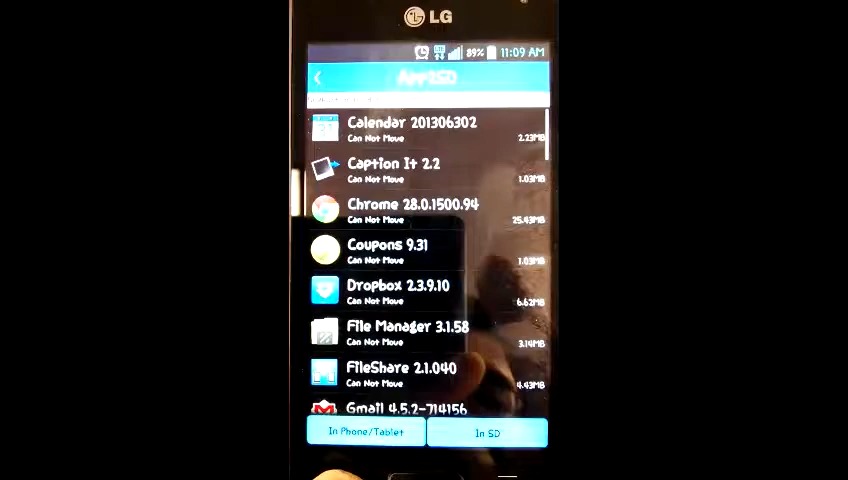 LG
89% 11:09 AM
App2SD
Calendar 201306302
Can Not Move
2.23MB
Caption It 2.2
Can Not Move
1.03MB
Chrome 28.0.1500.94
Can Not Move
25.43MB
Coupons 9.31
Can Not Move
1.03MB
Dropbox 2.3.9.10
Can Not Move
6.62MB
File Manager 3.1.58
Can Not Move
3.14MB
FileShare 2.1.040
Can Not Move
4.43MB
Gmail 4.5.2-714156
In Phone/Tablet
In SD